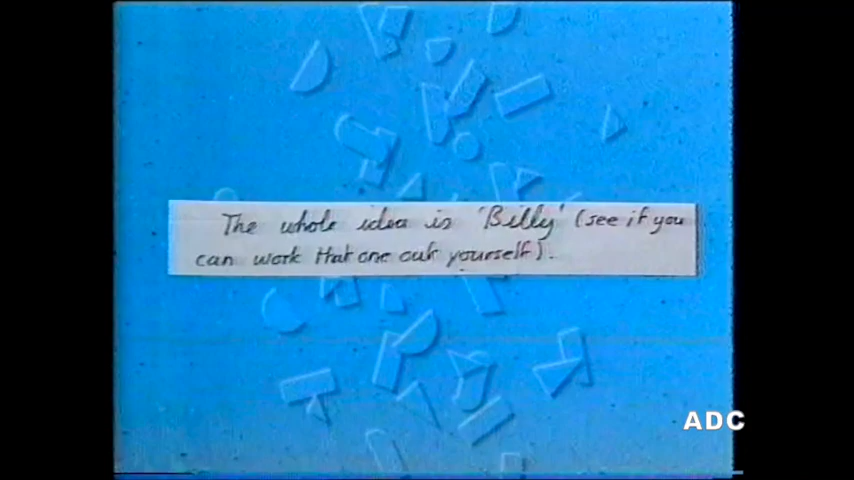 The whole idea is 'Billy' (see if you
can work that one out yourself).
ADC